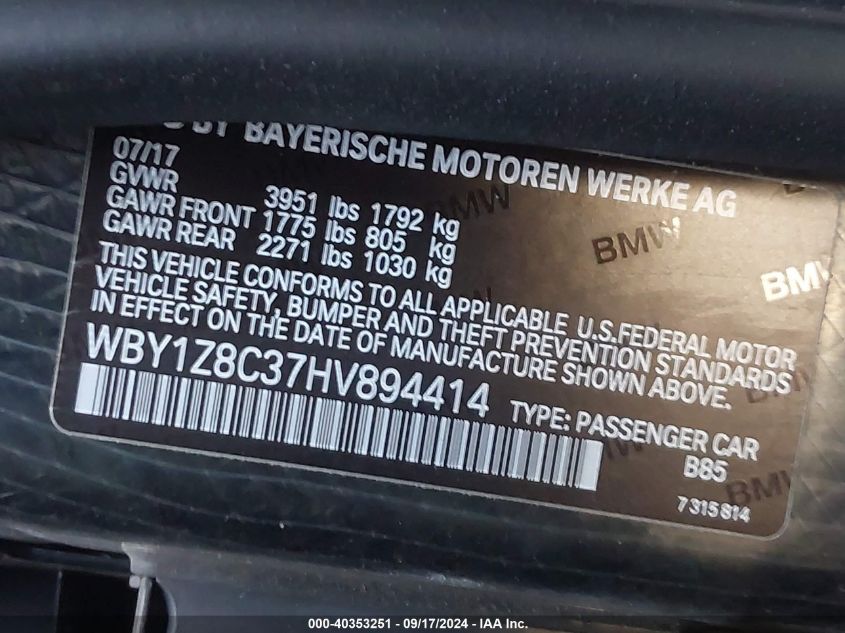 BY BAYERISCHE MOTOREN WERKE AG
07/17
GVWR 3951 lbs 1792 kg
GAWR FRONT 1775 lbs 805 kg
GAWR REAR 2271 lbs 1030 kg
THIS VEHICLE CONFORMS TO ALL APPLICABLE U.S.FEDERAL MOTOR
VEHICLE SAFETY, BUMPER AND THEFT PREVENTION STANDARDS
IN EFFECT ON THE DATE OF MANUFACTURE SHOWN ABOVE.
WBY1Z8C37HV894414 TYPE: PASSENGER CAR
B85
7 315 814
BMW
BMW
BMW
BMW
000-40353251 - 09/17/2024 - IAA Inc.